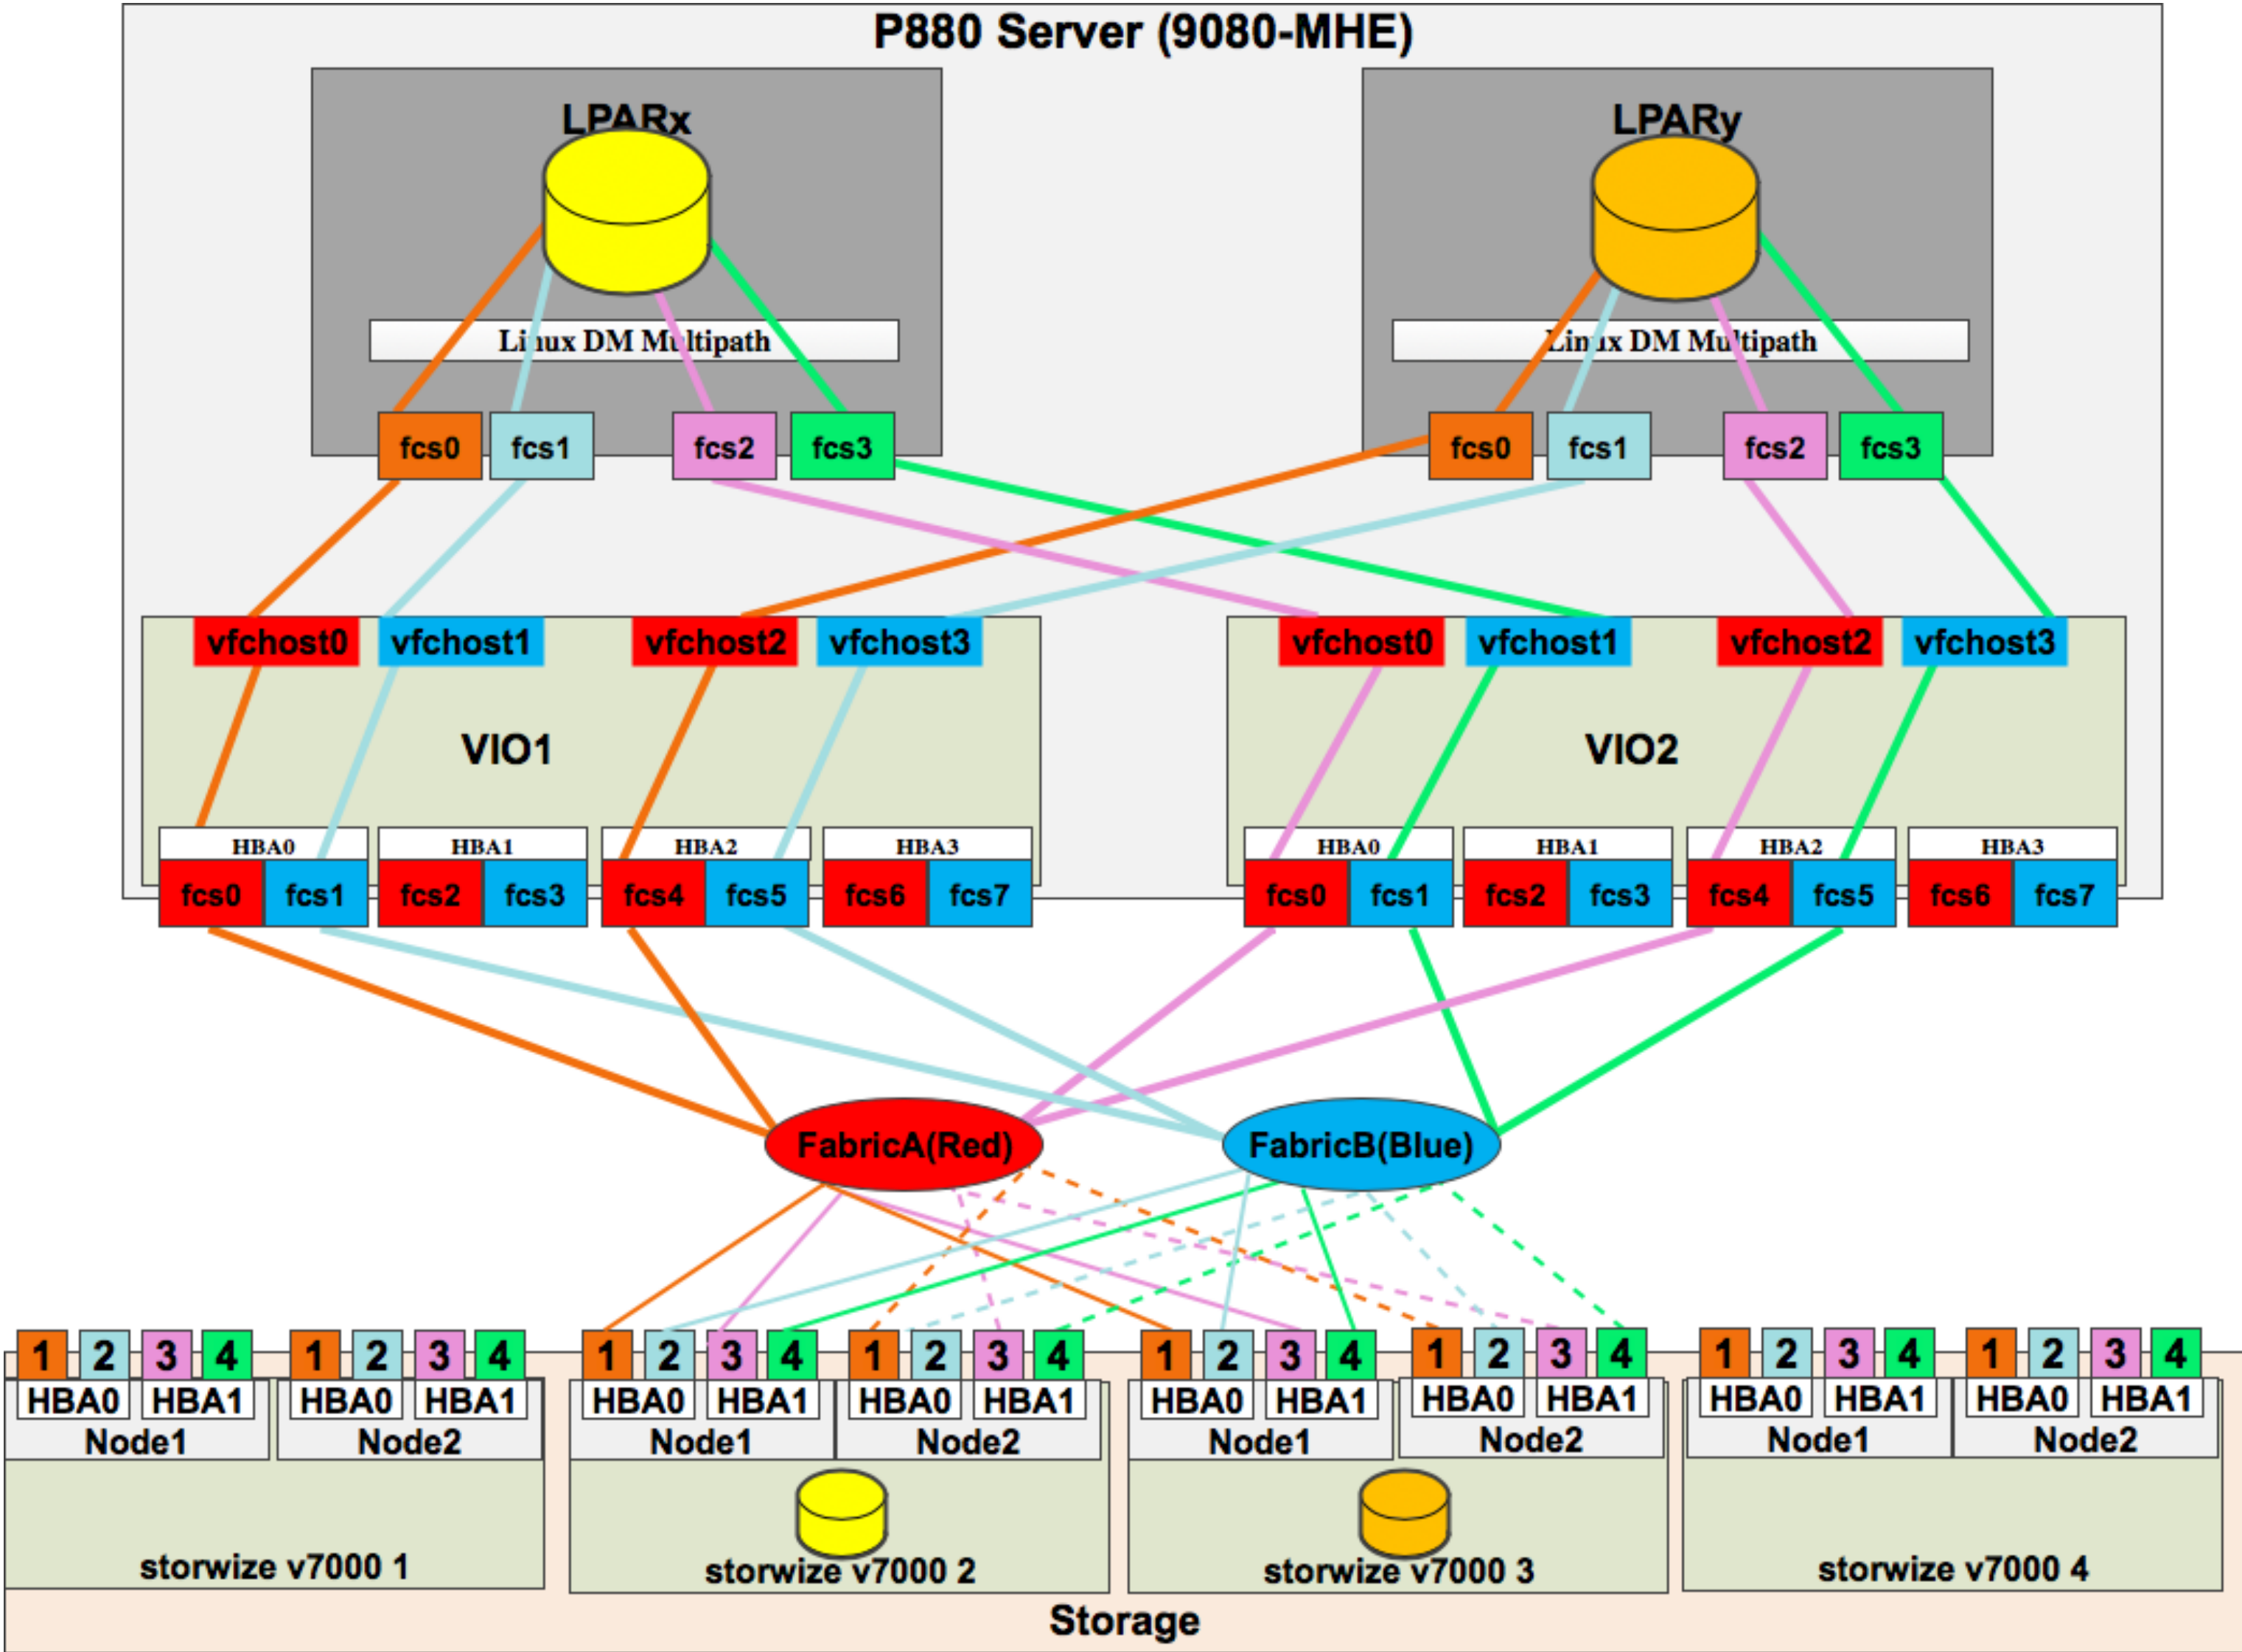 P880 Server (9080-MHE)
LPARx
LPARy
Linux DM Multipath
Linux DM Multipath
fcs0 fcs1 fcs2 fcs3
fcs0 fcs1 fcs2 fcs3
vfchost0 vfchost1 vfchost2 vfchost3
vfchost0 vfchost1 vfchost2 vfchost3
VIO1
VIO2
HBA0 HBA1 HBA2 HBA3
HBA0 HBA1 HBA2 HBA3
fcs0 fcs1 fcs2 fcs3 fcs4 fcs5 fcs6 fcs7
fcs0 fcs1 fcs2 fcs3 fcs4 fcs5 fcs6 fcs7
FabricA(Red)
FabricB(Blue)
1 2 3 4 1 2 3 4
HBA0 HBA1 HBA0 HBA1
Node1 Node2
storwize v7000 1
1 2 3 4 1 2 3 4
HBA0 HBA1 HBA0 HBA1
Node1 Node2
storwize v7000 2
1 2 3 4 1 2 3 4
HBA0 HBA1 HBA0 HBA1
Node1 Node2
storwize v7000 3
1 2 3 4 1 2 3 4
HBA0 HBA1 HBA0 HBA1
Node1 Node2
storwize v7000 4
Storage